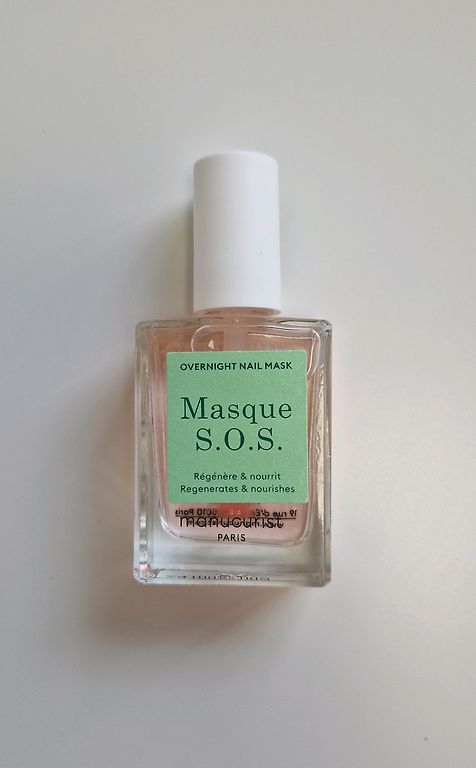 OVERNIGHT NAIL MASK
Masque
S.O.S.
Régénère & nourrit
Regenerates & nourishes
manucurist
PARIS